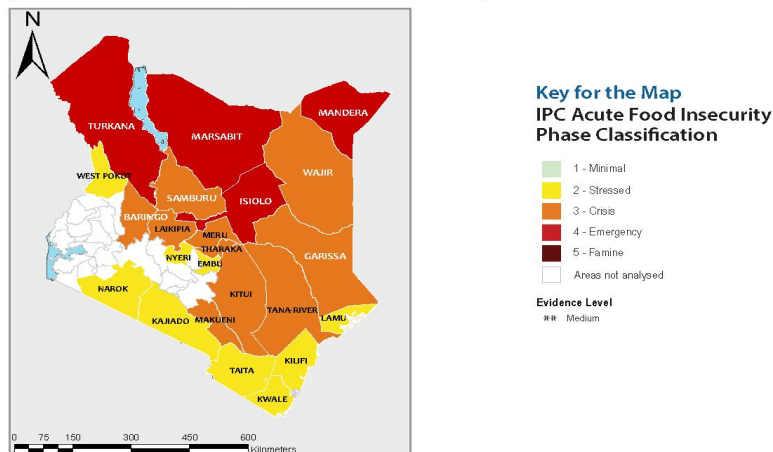 N
MANDERA
TURKANA
MARSABIT
WAJIR
WEST POKOT
SAMBURU
ISIOLO
BARINGO
LAIKIPIA
MERU
THARAKA
NYERI
EMBU
GARISSA
NAROK
KITUI
TANA-RIVER
KAJIADO
MAKUENI
LAMU
KILIFI
TAITA
KWALE
0 75 150 300 450 600
Kilometers
Key for the Map
IPC Acute Food Insecurity
Phase Classification
1 - Minimal
2 - Stressed
3 - Crisis
4 - Emergency
5 - Famine
Areas not analysed
Evidence Level
** Medium